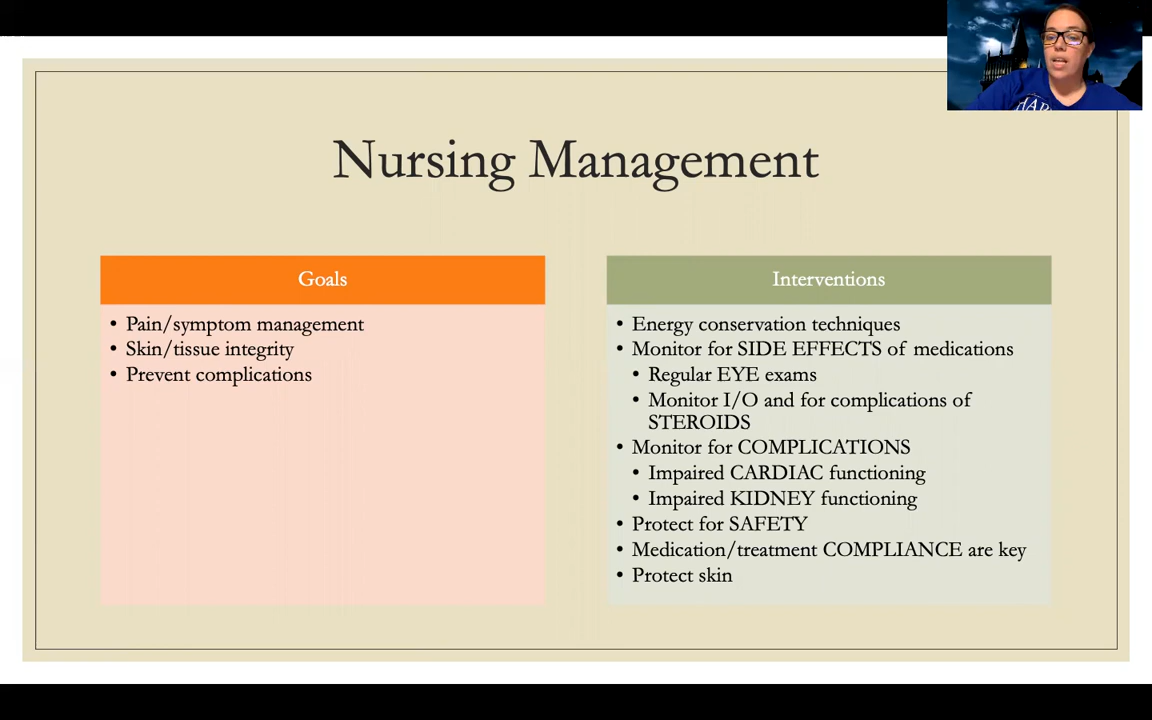 Nursing Management
Goals
• Pain/symptom management
• Skin/tissue integrity
• Prevent complications
Interventions
• Energy conservation techniques
• Monitor for SIDE EFFECTS of medications
• Regular EYE exams
• Monitor I/O and for complications of
STEROIDS
• Monitor for COMPLICATIONS
• Impaired CARDIAC functioning
• Impaired KIDNEY functioning
• Protect for SAFETY
• Medication/treatment COMPLIANCE are key
• Protect skin